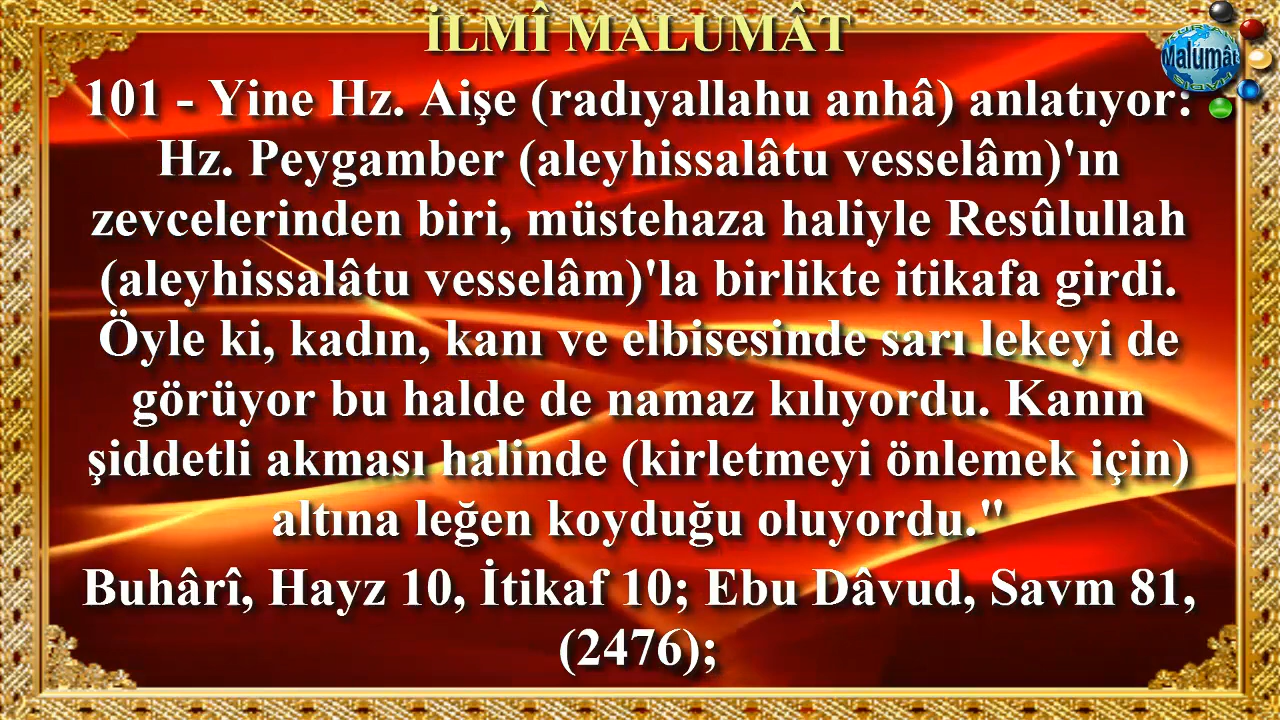 İLMÎ MALUMÂT
101 - Yine Hz. Aişe (radıyallahu anhâ) anlatıyor:
Hz. Peygamber (aleyhissalâtu vesselâm)'ın
zevcelerinden biri, müstehaza haliyle Resûlullah
(aleyhissalâtu vesselâm)'la birlikte itikafa girdi.
Öyle ki, kadın, kanı ve elbisesinde sarı lekeyi de
görüyor bu halde de namaz kılıyordu. Kanın
şiddetli akması halinde (kirletmeyi önlemek için)
altına leğen koyduğu oluyordu."
Buhârî, Hayz 10, İtikaf 10; Ebu Dâvud, Savm 81,
(2476);
Malumât